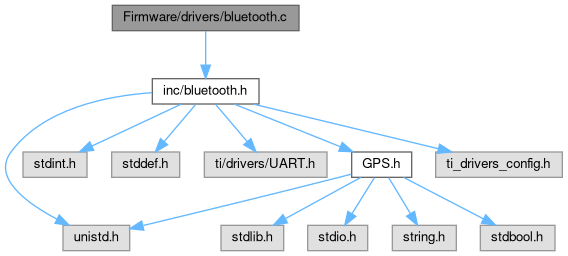 Firmware/drivers/bluetooth.c
inc/bluetooth.h
stdint.h
stddef.h
ti/drivers/UART.h
GPS.h
ti_drivers_config.h
unistd.h
stdlib.h
stdio.h
string.h
stdbool.h